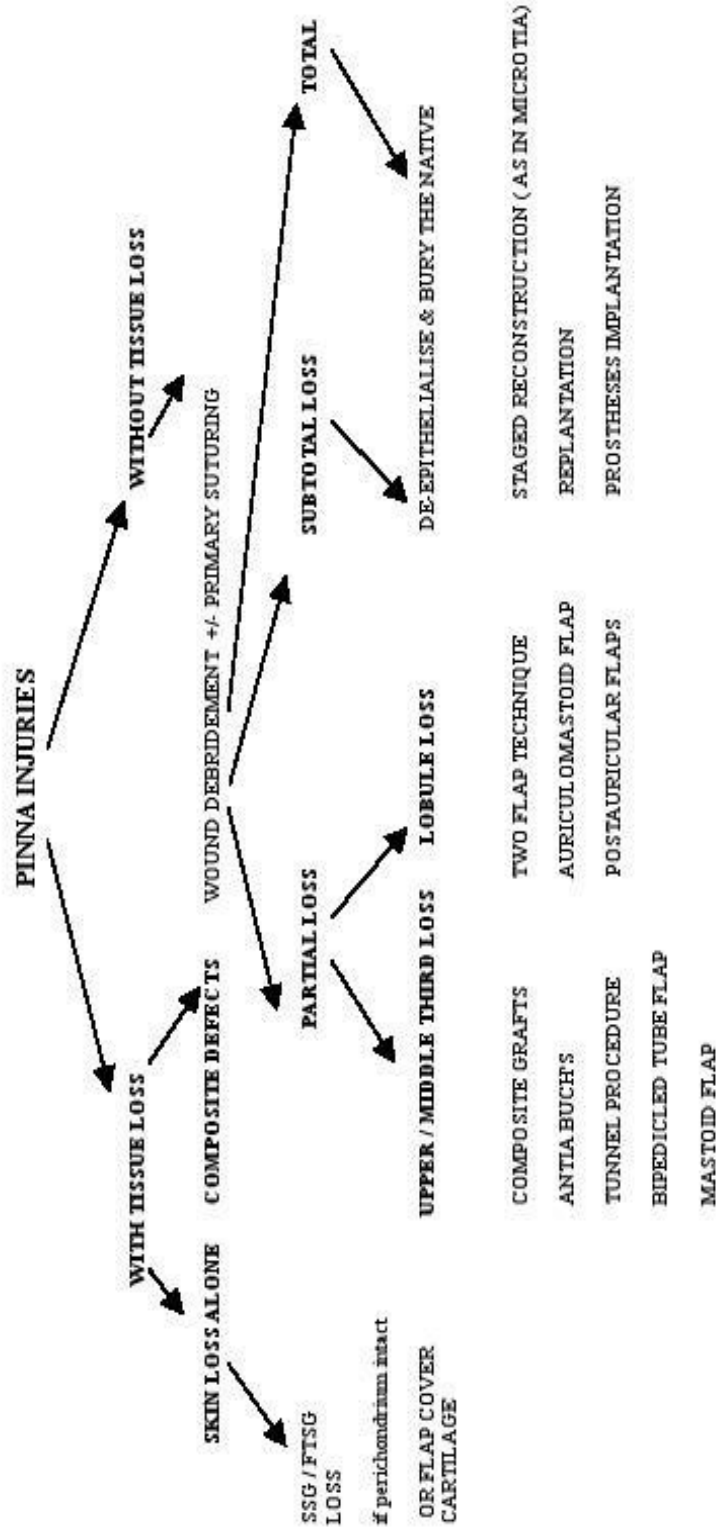 PINNA INJURIES
WITH TISSUE LOSS
WITHOUT TISSUE LOSS
SKIN LOSS ALONE
COMPOSITE DEFECTS
WOUND DEBRIDEMENT +/- PRIMARY SUTURING
SSG / FTSG
LOSS
PARTIAL LOSS
SUBTOTAL LOSS
TOTAL
if perichondrium intact
OR FLAP COVER
CARTILAGE
UPPER / MIDDLE THIRD LOSS
LOBULE LOSS
DE-EPITHELIALISE & BURY THE NATIVE
COMPOSITE GRAFTS
TWO FLAP TECHNIQUE
STAGED RECONSTRUCTION ( AS IN MICROTIA)
ANTIA BUCH'S
AURICULOMASTOID FLAP
REPLANTATION
TUNNEL PROCEDURE
POSTAURICULAR FLAPS
PROSTHESES IMPLANTATION
BIPEDICLED TUBE FLAP
MASTOID FLAP